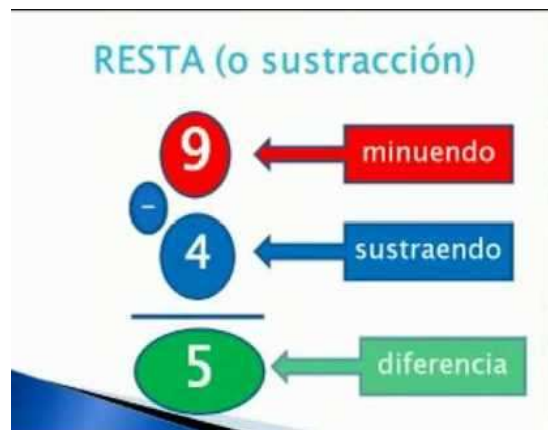 RESTA (o sustracción)
9
minuendo
-
4
sustraendo
5
diferencia